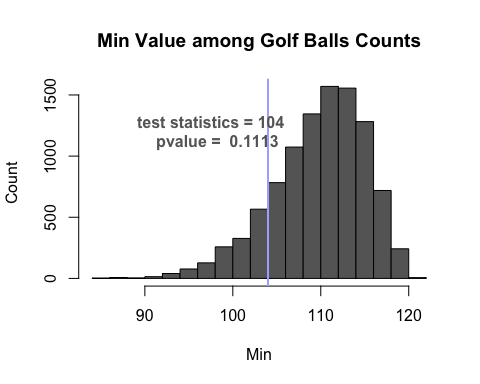 Min Value among Golf Balls Counts
test statistics = 104
pvalue =  0.1113
Count
1500
1000
500
0
90 100 110 120
Min